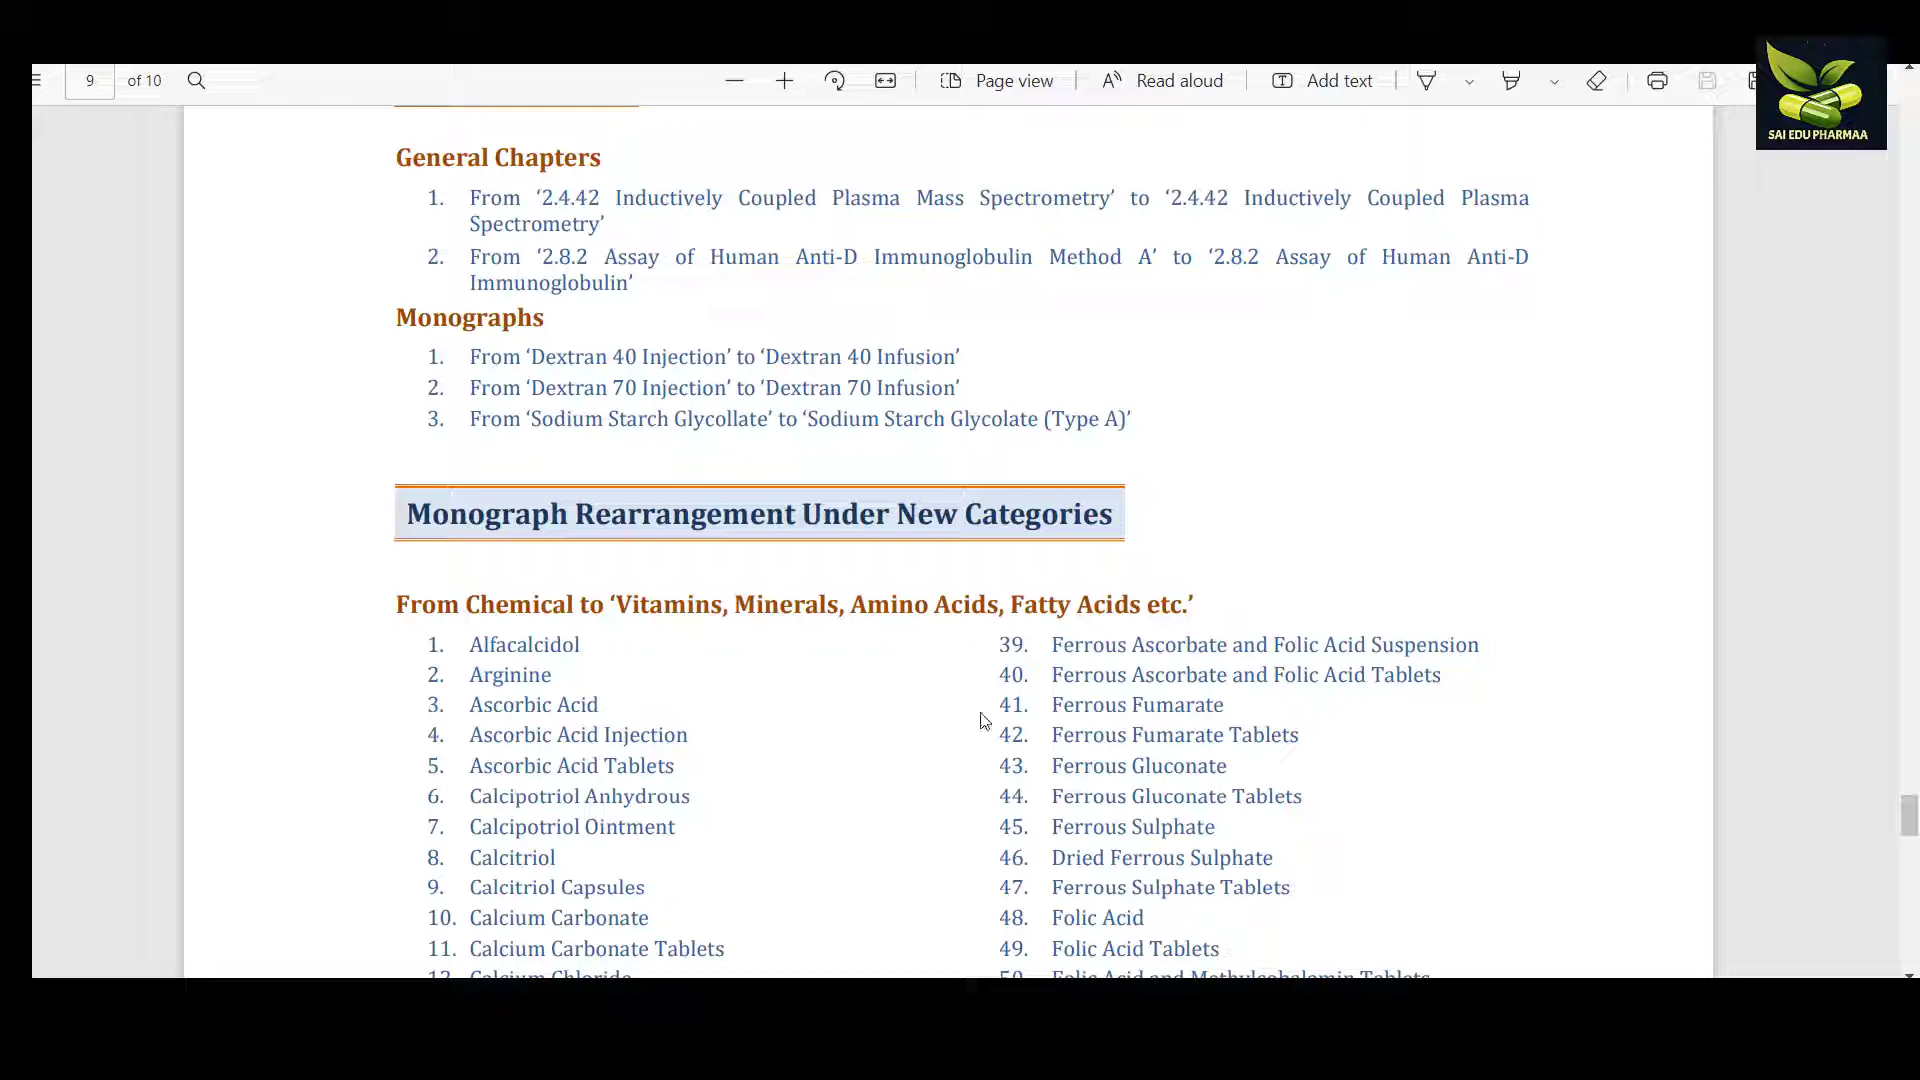 9 of 10 Page view Read aloud Add text
SAI EDU PHARMAA
General Chapters
1. From ‘2.4.42 Inductively Coupled Plasma Mass Spectrometry’ to ‘2.4.42 Inductively Coupled Plasma
Spectrometry’
2. From ‘2.8.2 Assay of Human Anti-D Immunoglobulin Method A’ to ‘2.8.2 Assay of Human Anti-D
Immunoglobulin’
Monographs
1. From ‘Dextran 40 Injection’ to ‘Dextran 40 Infusion’
2. From ‘Dextran 70 Injection’ to ‘Dextran 70 Infusion’
3. From ‘Sodium Starch Glycollate’ to ‘Sodium Starch Glycolate (Type A)’
Monograph Rearrangement Under New Categories
From Chemical to ‘Vitamins, Minerals, Amino Acids, Fatty Acids etc.’
1. Alfacalcidol
2. Arginine
3. Ascorbic Acid
4. Ascorbic Acid Injection
5. Ascorbic Acid Tablets
6. Calcipotriol Anhydrous
7. Calcipotriol Ointment
8. Calcitriol
9. Calcitriol Capsules
10. Calcium Carbonate
11. Calcium Carbonate Tablets
12. Calcium Chloride
39. Ferrous Ascorbate and Folic Acid Suspension
40. Ferrous Ascorbate and Folic Acid Tablets
41. Ferrous Fumarate
42. Ferrous Fumarate Tablets
43. Ferrous Gluconate
44. Ferrous Gluconate Tablets
45. Ferrous Sulphate
46. Dried Ferrous Sulphate
47. Ferrous Sulphate Tablets
48. Folic Acid
49. Folic Acid Tablets
50. Folic Acid and Methylcobalamin Tablets